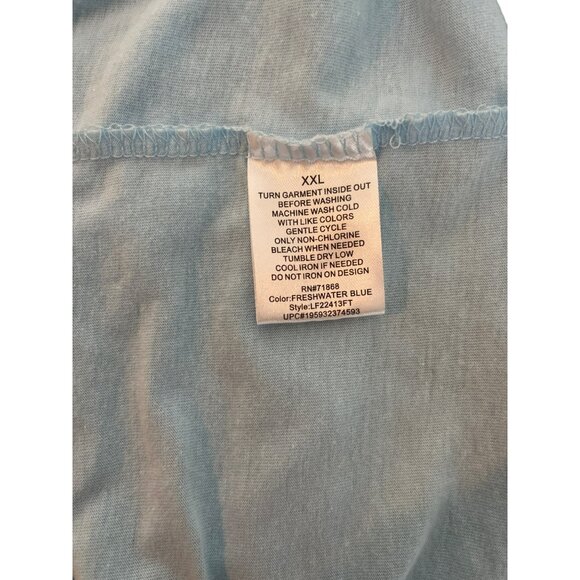 XXL
TURN GARMENT INSIDE OUT
BEFORE WASHING
MACHINE WASH COLD
WITH LIKE COLORS
GENTLE CYCLE
ONLY NON-CHLORINE
BLEACH WHEN NEEDED
TUMBLE DRY LOW
COOL IRON IF NEEDED
DO NOT IRON ON DESIGN
RN#71868
Color:FRESHWATER BLUE
Style:LF22413FT
UPC#195932374593